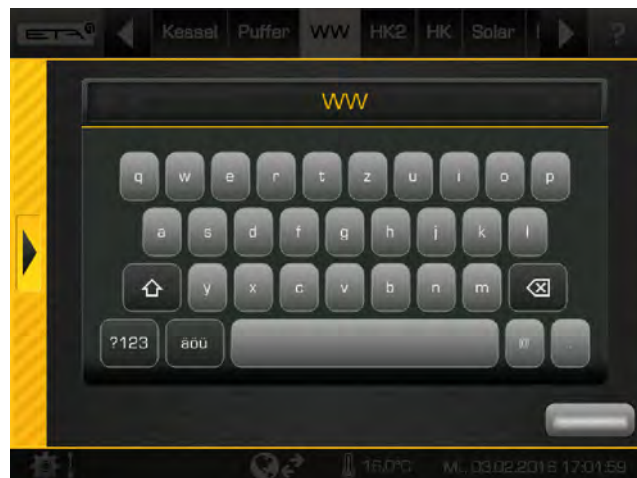 ETA Kessel Puffer WW HK2 HK Solar ?
WW
q w e r t z u i o p
a s d f g h j k l
y x c v b n m
?123 äöü .
16,0°C Mi., 03.02.2016 17:01:59